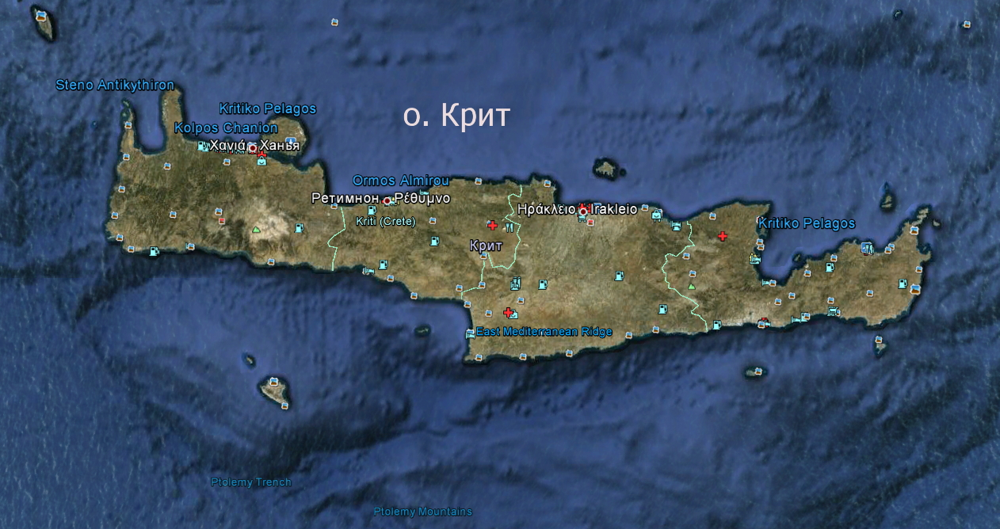 Steno Antikythiron
Kritiko Pelagos
о. Крит
Kolpos Chanion
Χανιά Ханья
Ormos Almirou
Ретимнон Ρέθυμνο
Ηράκλειο Irakleio
Kriti (Crete)
Kritiko Pelagos
Крит
East Mediterranean Ridge
Ptolemy Trench
Ptolemy Mountains